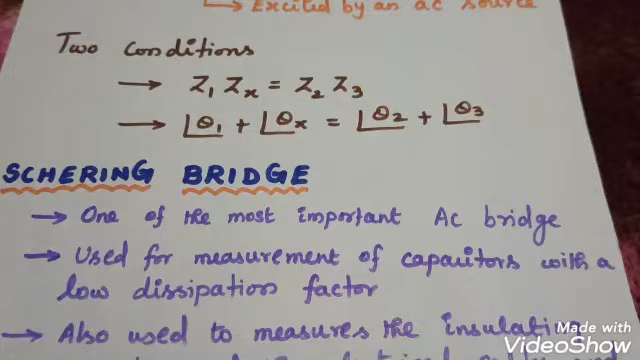 → Excited by an ac source
Two conditions
→ Z₁ Zₓ = Z₂ Z₃
→ ∠θ₁ + ∠θₓ = ∠θ₂ + ∠θ₃
SCHERING BRIDGE
→ One of the most important Ac bridge
→ Used for measurement of capacitors with a
low dissipation factor
→ Also used to measures the insulating
Made with
VideoShow